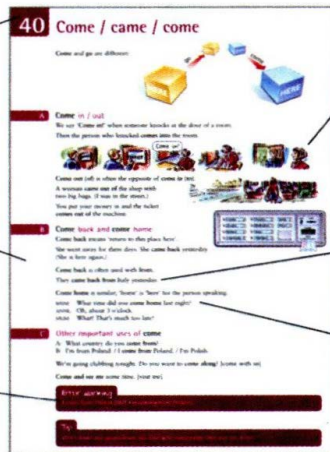 40 Come / came / come
Come and go are different:
HERE
HERE
A Come in / out
We say 'Come in!' when someone knocks at the door of a room.
Then the person who knocked comes into the room.
Come in!
Come out (of) is often the opposite of come in (to).
A woman came out of the shop with
two big bags. (I was in the street.)
You put your money in and the ticket
comes out of the machine.
B Come back and come home
Come back means 'return to this place here'.
She went away for three days. She came back yesterday.
(She is here again.)
Come back is often used with from.
They came back from Italy yesterday.
Come home is similar; 'home' is 'here' for the person speaking.
What time did you come home last night?
Oh, about 3 o'clock.
What! That's much too late!
C Other important uses of come
A: What country do you come from?
B: I'm from Poland. / I come from Poland. / I'm Polish.
We're going clubbing tonight. Do you want to come along? [come with us]
Come and see me some time. [visit me]
Error warning
Tip